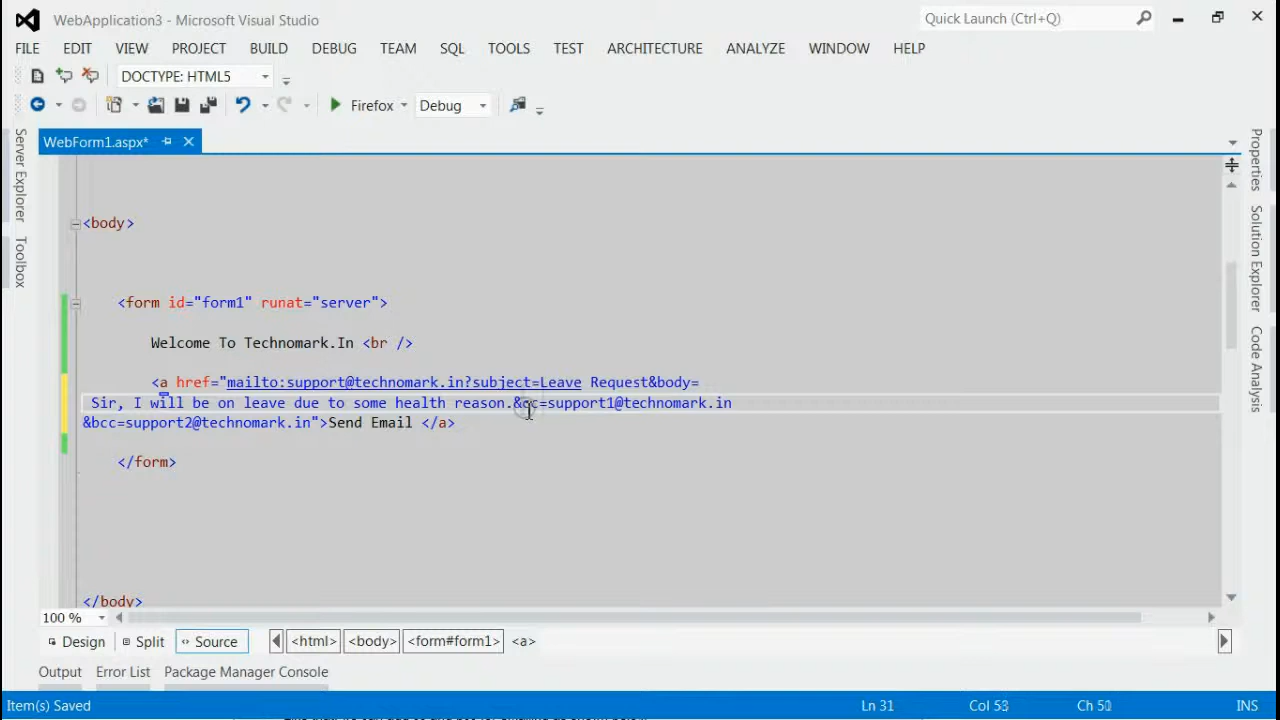 WebApplication3 - Microsoft Visual Studio
Quick Launch (Ctrl+Q)
FILE EDIT VIEW PROJECT BUILD DEBUG TEAM SQL TOOLS TEST ARCHITECTURE ANALYZE WINDOW HELP
DOCTYPE: HTML5
Firefox Debug
Server Explorer
Toolbox
WebForm1.aspx*
Properties
Solution Explorer
Code Analysis
<body>
<form id="form1" runat="server">
Welcome To Technomark.In <br />
<a href="mailto:support@technomark.in?subject=Leave Request&body=
Sir, I will be on leave due to some health reason.&cc=support1@technomark.in
&bcc=support2@technomark.in">Send Email </a>
</form>
</body>
100 %
Design Split Source <html> <body> <form#form1> <a>
Output Error List Package Manager Console
Item(s) Saved Ln 31 Col 53 Ch 50 INS